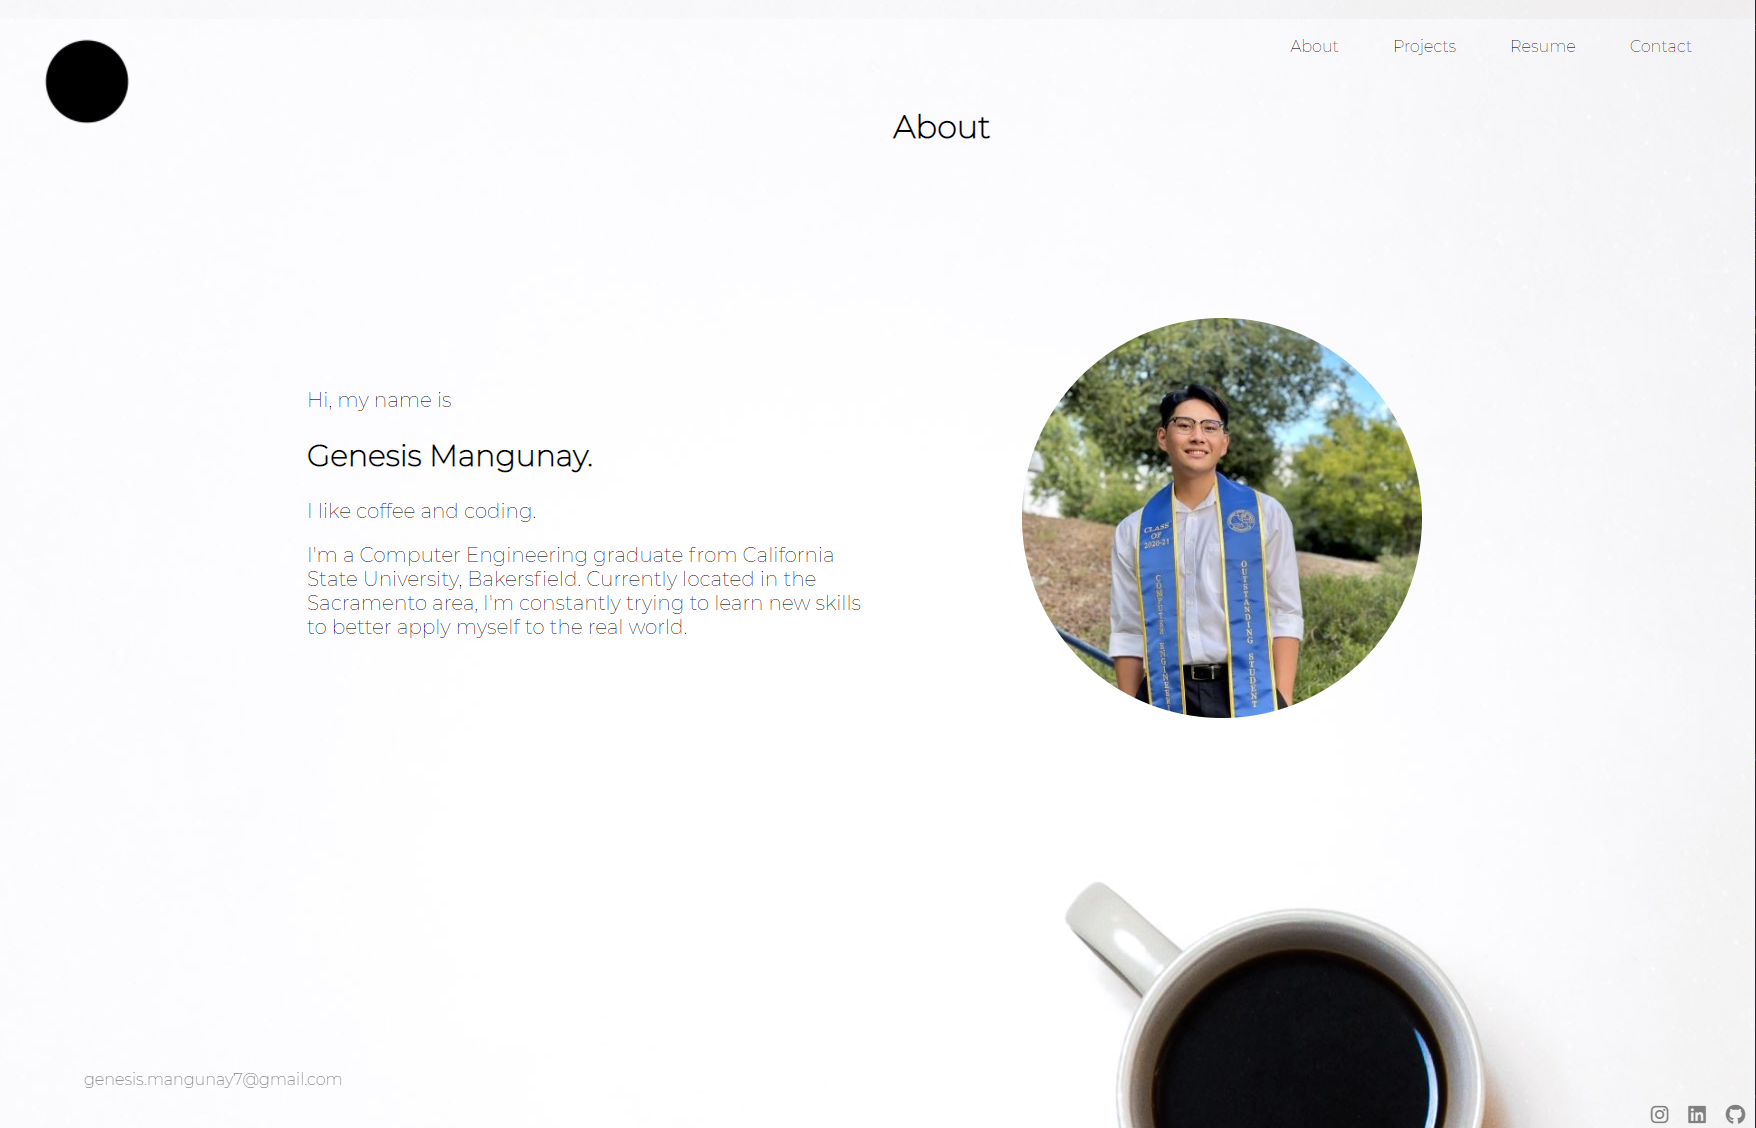 About Projects Resume Contact
About
Hi, my name is
Genesis Mangunay.
I like coffee and coding.
I'm a Computer Engineering graduate from California
State University, Bakersfield. Currently located in the
Sacramento area, I'm constantly trying to learn new skills
to better apply myself to the real world.
CLASS
OF
2020-21
COMPUTER
OUTSTANDING STUDENT
genesis.mangunay7@gmail.com